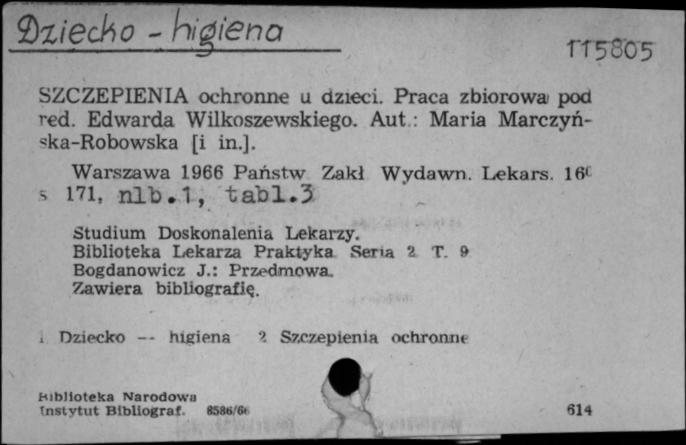 Dziecko - higiena
115805
SZCZEPIENIA ochronne u dzieci. Praca zbiorowa pod
red. Edwarda Wilkoszewskiego. Aut.: Maria Marczyń-
ska-Robowska [i in.].
Warszawa 1966 Państw Zakł Wydawn. Lekars. 16⁰
s 171, nlb.1, tabl.3
Studium Doskonalenia Lekarzy.
Biblioteka Lekarza Praktyka. Seria 2 T. 9
Bogdanowicz J.: Przedmowa.
Zawiera bibliografię.
1 Dziecko -- higiena 2 Szczepienia ochronne
Biblioteka Narodowa
Instytut Bibliograf. 8586/66
614